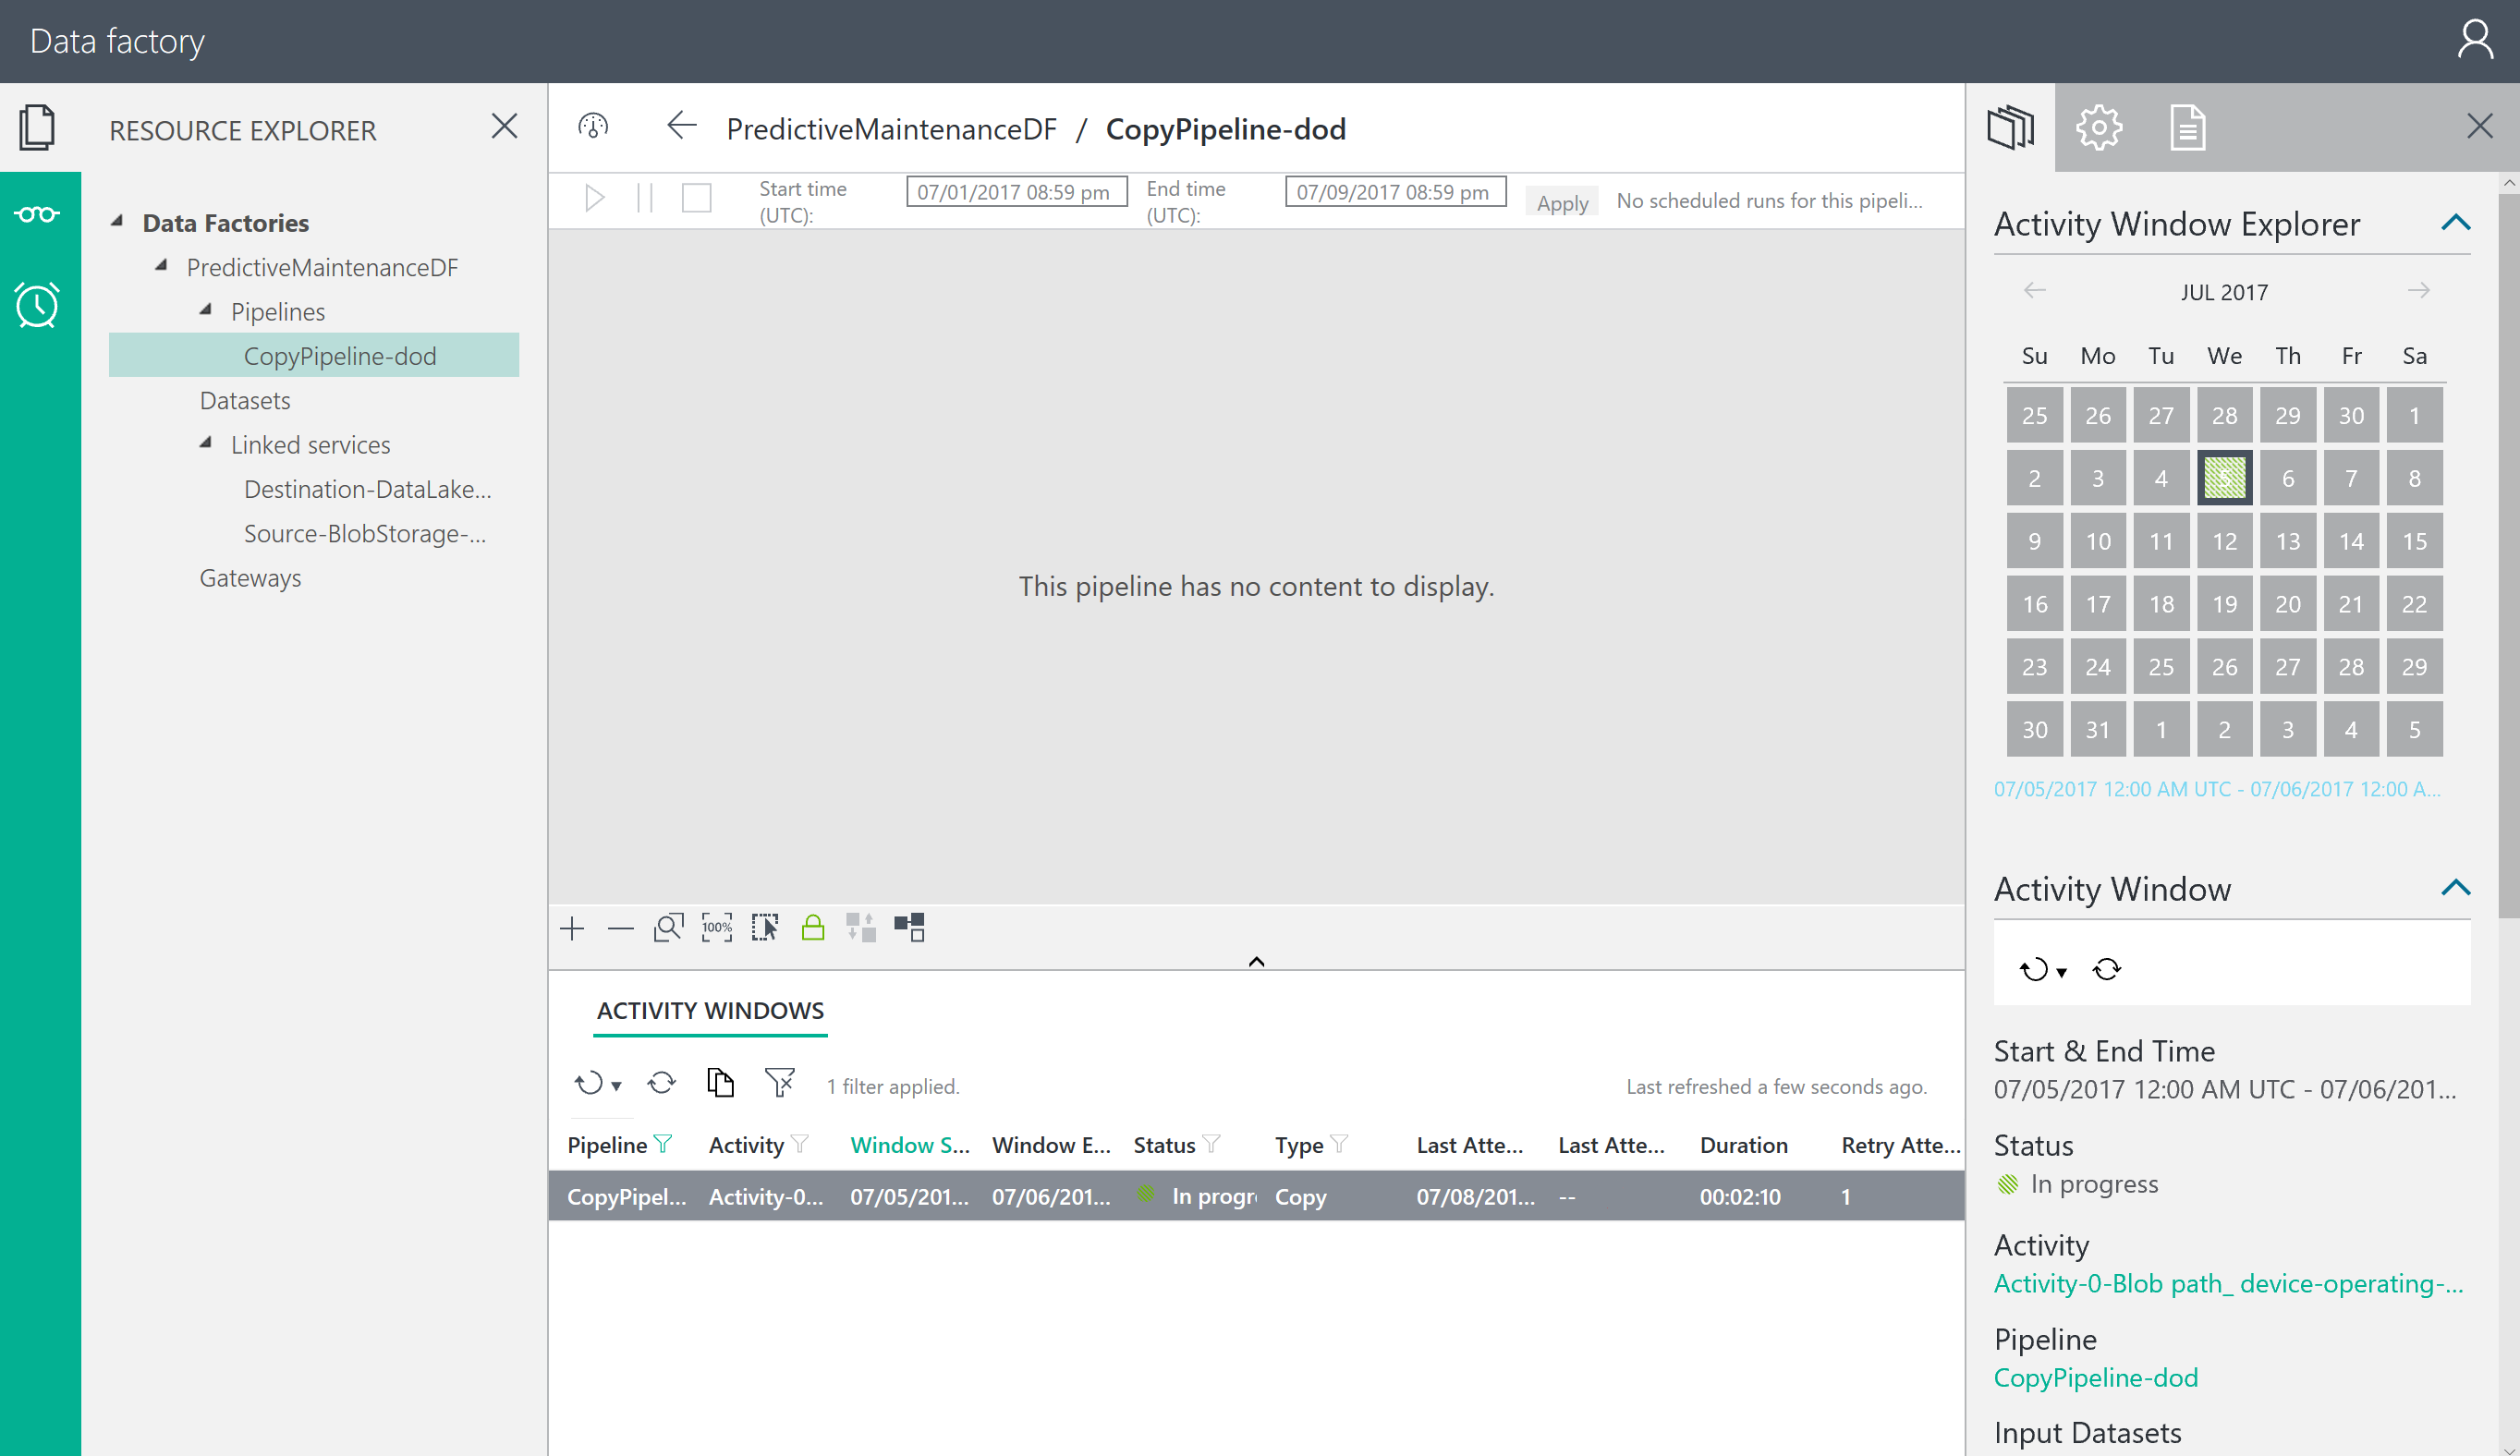 Data factory
RESOURCE EXPLORER
Data Factories
PredictiveMaintenanceDF
Pipelines
CopyPipeline-dod
Datasets
Linked services
Destination-DataLake...
Source-BlobStorage-...
Gateways
PredictiveMaintenanceDF / CopyPipeline-dod
Start time (UTC):
07/01/2017 08:59 pm
End time (UTC):
07/09/2017 08:59 pm
Apply
No scheduled runs for this pipeli...
This pipeline has no content to display.
100%
ACTIVITY WINDOWS
1 filter applied.
Last refreshed a few seconds ago.
Pipeline Activity Window S... Window E... Status Type Last Atte... Last Atte... Duration Retry Atte...
CopyPipel... Activity-0... 07/05/201... 07/06/201... In progr Copy 07/08/201... -- 00:02:10 1
Activity Window Explorer
JUL 2017
Su Mo Tu We Th Fr Sa
25 26 27 28 29 30 1
2 3 4 5 6 7 8
9 10 11 12 13 14 15
16 17 18 19 20 21 22
23 24 25 26 27 28 29
30 31 1 2 3 4 5
07/05/2017 12:00 AM UTC - 07/06/2017 12:00 A...
Activity Window
Start & End Time
07/05/2017 12:00 AM UTC - 07/06/201...
Status
In progress
Activity
Activity-0-Blob path_ device-operating-...
Pipeline
CopyPipeline-dod
Input Datasets